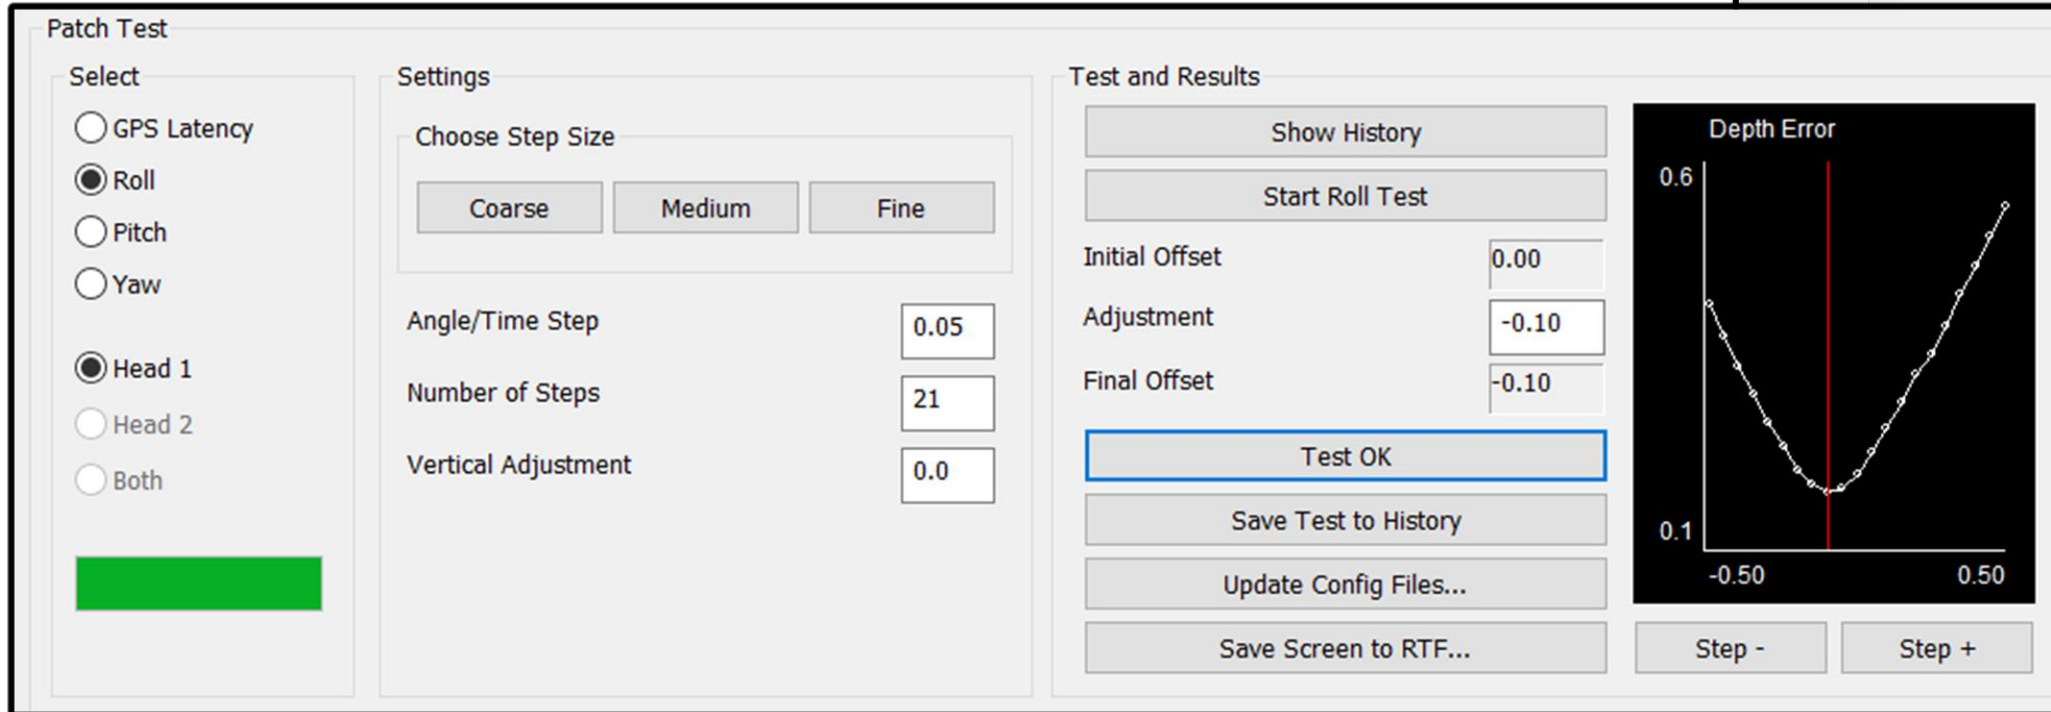 Patch Test
Select
GPS Latency
Roll
Pitch
Yaw
Head 1
Head 2
Both
Settings
Choose Step Size
Coarse Medium Fine
Angle/Time Step 0.05
Number of Steps 21
Vertical Adjustment 0.0
Test and Results
Show History
Start Roll Test
Initial Offset 0.00
Adjustment -0.10
Final Offset -0.10
Test OK
Save Test to History
Update Config Files...
Save Screen to RTF...
Depth Error
0.6
0.1
-0.50 0.50
Step - Step +